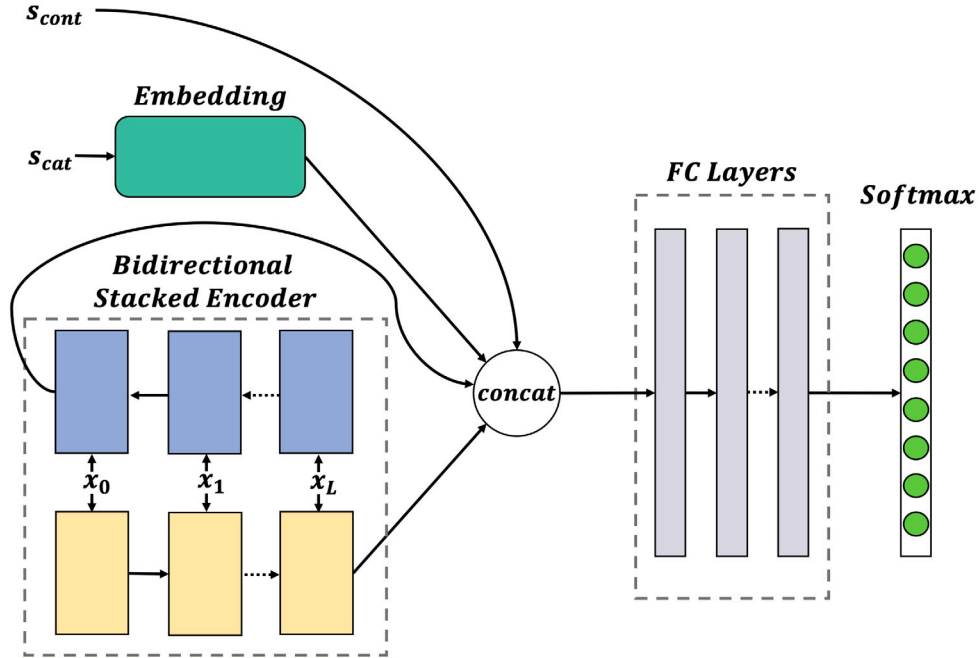 s_cont
Embedding
s_cat
FC Layers
Softmax
Bidirectional
Stacked Encoder
concat
x_0 x_1 x_L